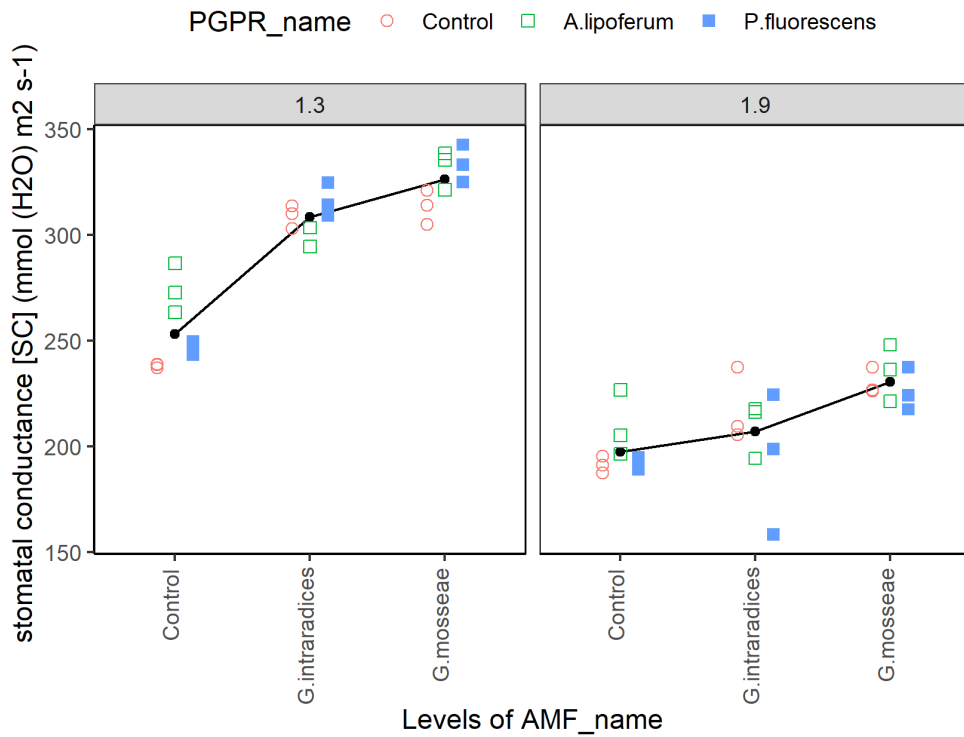 PGPR_name Control A.lipoferum P.fluorescens
stomatal conductance [SC] (mmol (H2O) m2 s-1)
1.3 1.9
350
300
250
200
150
Control G.intraradices G.mosseae Control G.intraradices G.mosseae
Levels of AMF_name